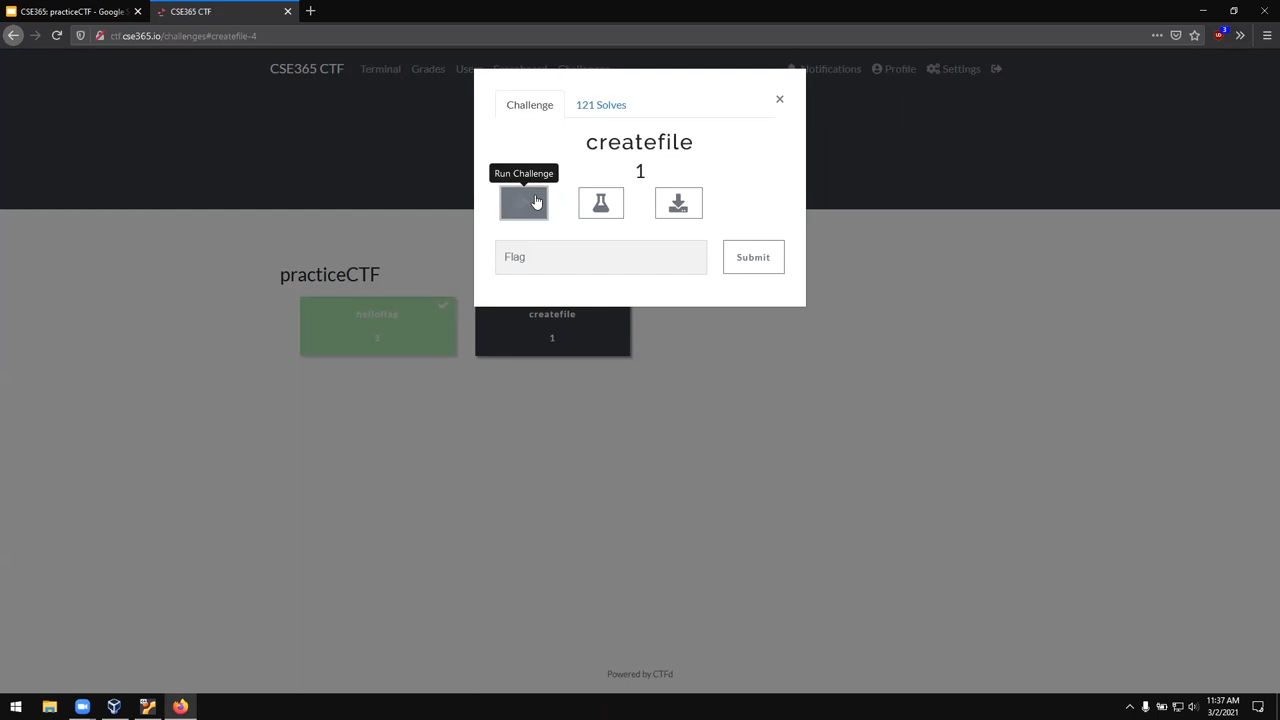 CSE365: practiceCTF - Google
CSE365 CTF
ctf.cse365.io/challenges#createfile-4
3
CSE365 CTF
Terminal
Grades
Challenge
121 Solves
×
createfile
1
Run Challenge
Flag
Submit
Notifications
Profile
Settings
practiceCTF
createfile
1
Powered by CTFd
11:37 AM
3/2/2021